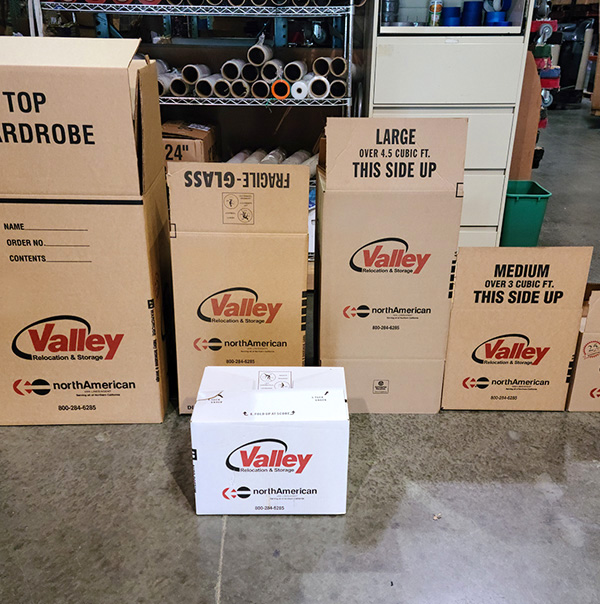 TOP
ARDROBE
NAME
ORDER NO.
CONTENTS
Valley
Relocation & Storage
northAmerican
800-284-6285
24"
FRAGILE-GLASS
Valley
Relocation & Storage
northAmerican
800-284-6285
LARGE
OVER 4.5 CUBIC FT.
THIS SIDE UP
Valley
Relocation & Storage
northAmerican
800-284-6285
MEDIUM
OVER 3 CUBIC FT.
THIS SIDE UP
Valley
Relocation & Storage
northAmerican
800-284-6285
Valley
Relocation & Storage
northAmerican
800-284-6285